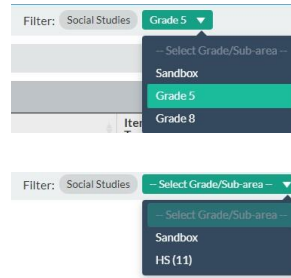 Filter: Social Studies Grade 5
-- Select Grade/Sub-area --
Sandbox
Grade 5
Grade 8
Filter: Social Studies -- Select Grade/Sub-area --
-- Select Grade/Sub-area --
Sandbox
HS (11)